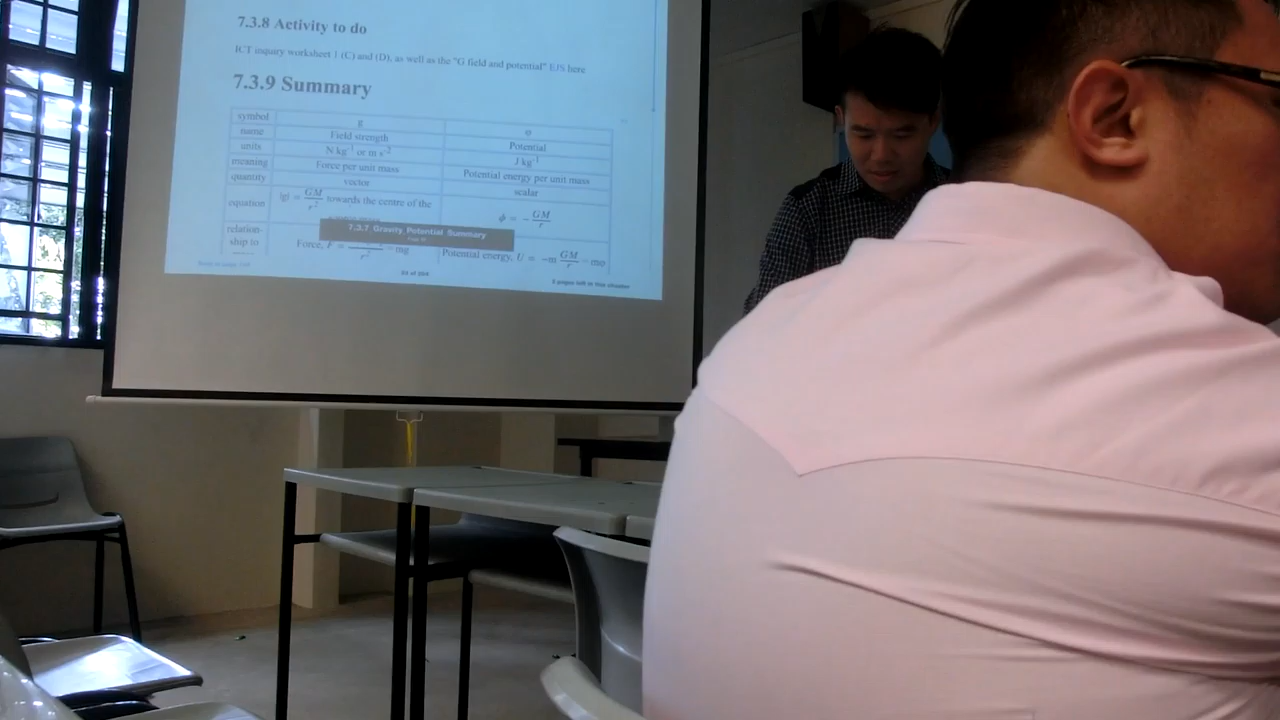 7.3.8 Activity to do
ICT inquiry worksheet 1 (C) and (D), as well as the "G field and potential" EJS here
7.3.9 Summary
symbol g φ
name Field strength Potential
units N kg⁻¹ or m s⁻² J kg⁻¹
meaning Force per unit mass Potential energy per unit mass
quantity vector scalar
equation |g| = GM/r² towards the centre of the φ = − GM/r
7.3.7 Gravity Potential Summary
relation-
ship to
Force, F = r² = mg Potential energy, U = −m GM/r = mφ
34 of 204
3 pages left in this chapter